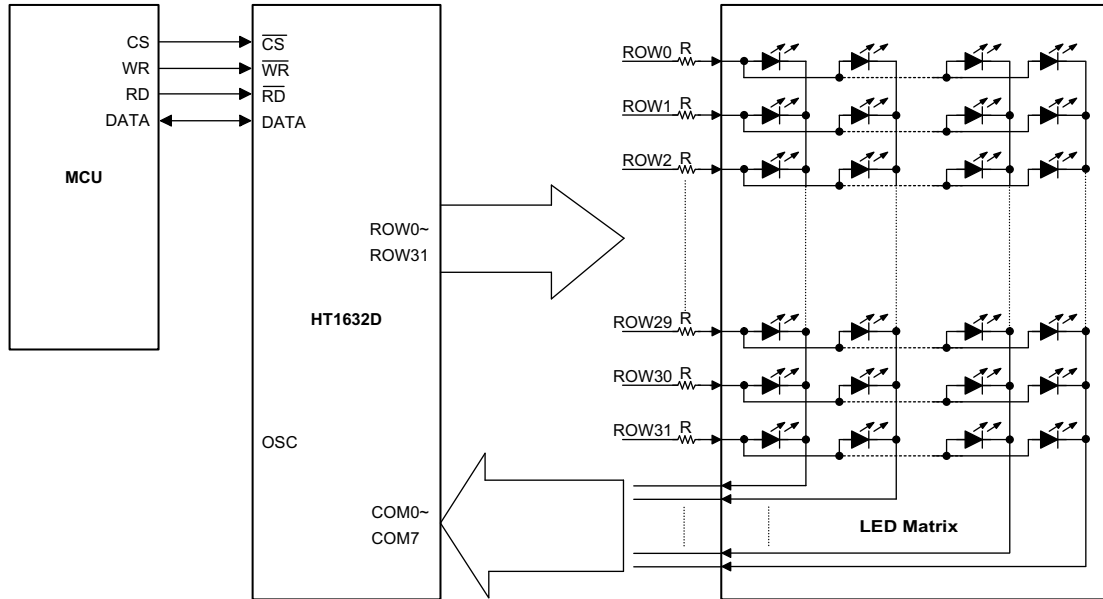 CS
WR
RD
DATA
MCU
CS
WR
RD
DATA
ROW0~
ROW31
HT1632D
OSC
COM0~
COM7
ROW0 R
ROW1 R
ROW2 R
ROW29 R
ROW30 R
ROW31 R
LED Matrix